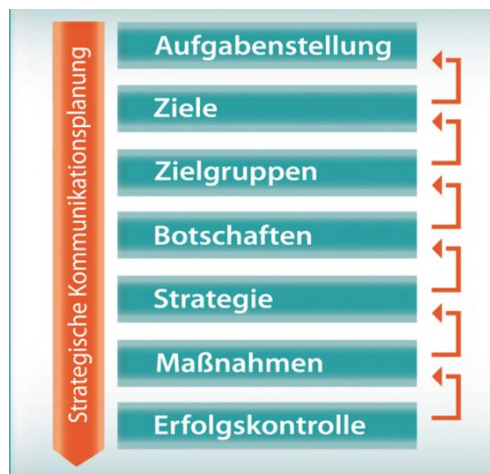 Strategische Kommunikationsplanung
Aufgabenstellung
Ziele
Zielgruppen
Botschaften
Strategie
Maßnahmen
Erfolgskontrolle